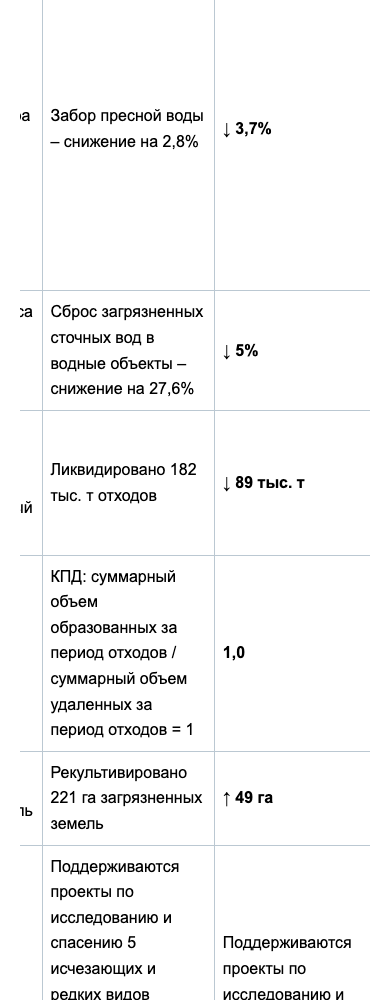 Забор пресной воды
– снижение на 2,8%
↓ 3,7%
Сброс загрязненных
сточных вод в
водные объекты –
снижение на 27,6%
↓ 5%
Ликвидировано 182
тыс. т отходов
↓ 89 тыс. т
КПД: суммарный
объем
образованных за
период отходов /
суммарный объем
удаленных за
период отходов = 1
1,0
Рекультивировано
221 га загрязненных
земель
↑ 49 га
Поддерживаются
проекты по
исследованию и
спасению 5
исчезающих и
редких видов
Поддерживаются
проекты по
исследованию и